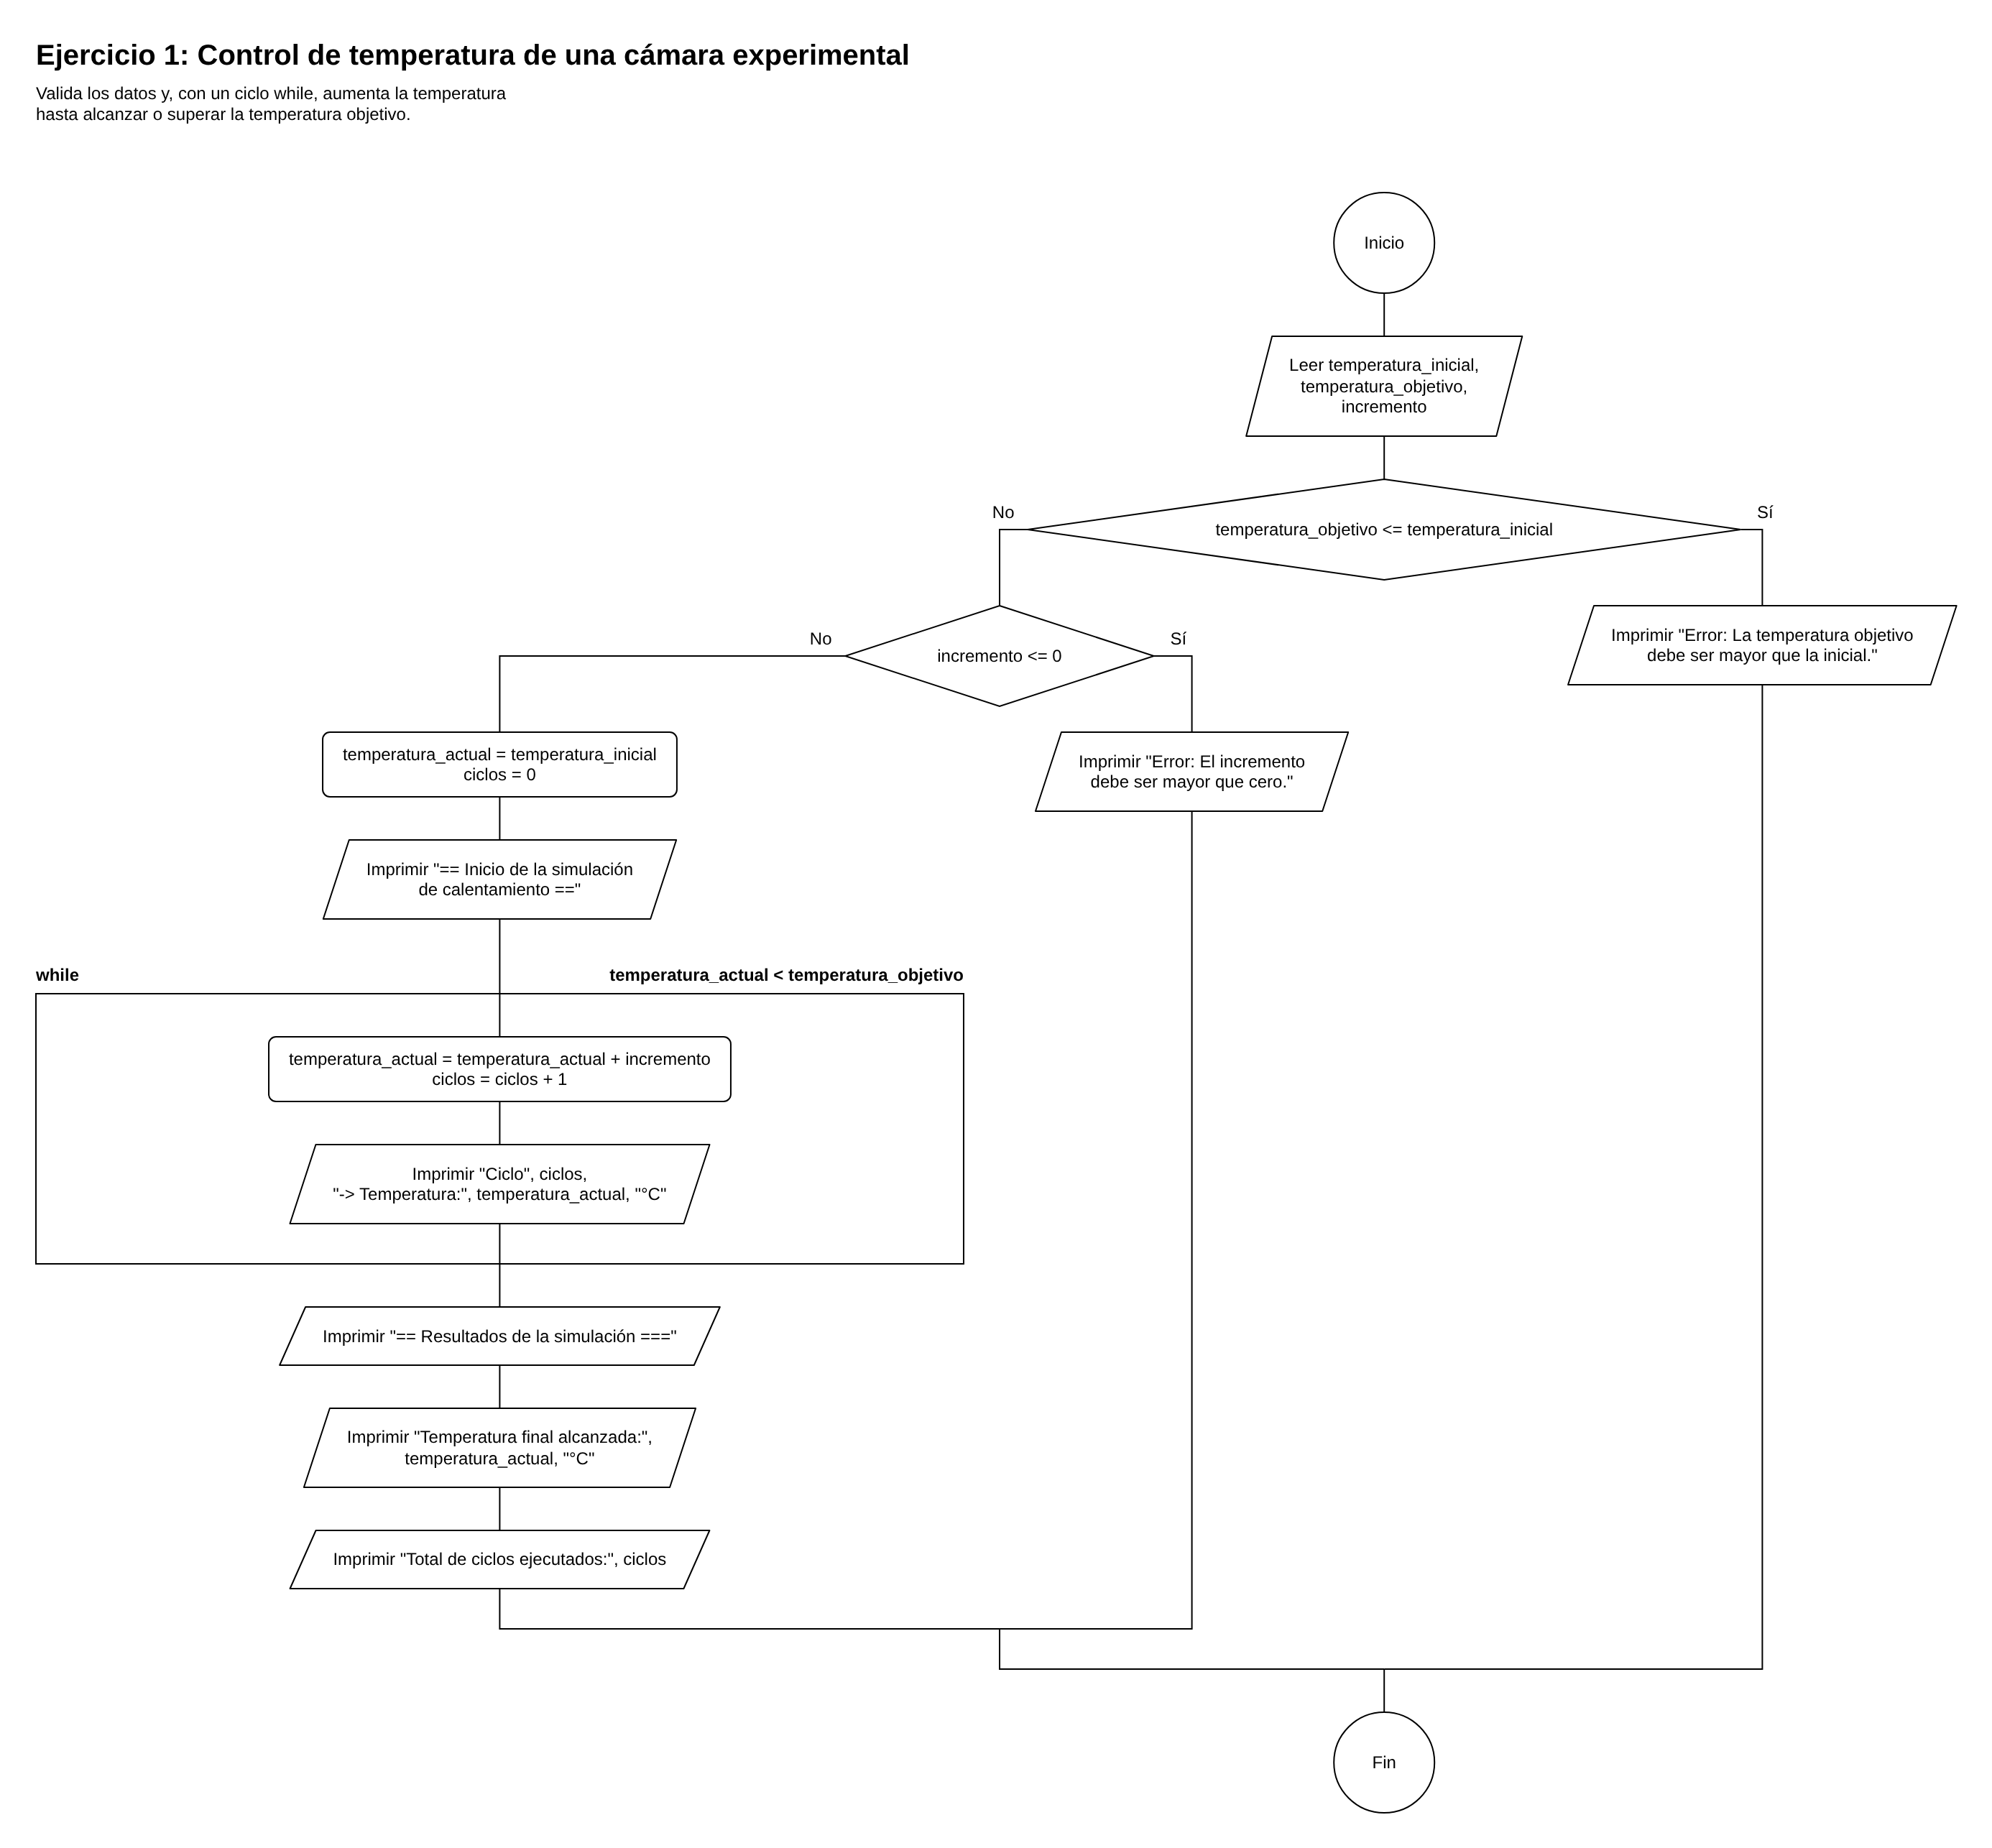 Ejercicio 1: Control de temperatura de una cámara experimental
Valida los datos y, con un ciclo while, aumenta la temperatura
hasta alcanzar o superar la temperatura objetivo.
Inicio
Leer temperatura_inicial,
temperatura_objetivo,
incremento
No
Sí
temperatura_objetivo <= temperatura_inicial
No
Sí
incremento <= 0
Imprimir "Error: La temperatura objetivo
debe ser mayor que la inicial."
temperatura_actual = temperatura_inicial
ciclos = 0
Imprimir "Error: El incremento
debe ser mayor que cero."
Imprimir "== Inicio de la simulación
de calentamiento =="
while
temperatura_actual < temperatura_objetivo
temperatura_actual = temperatura_actual + incremento
ciclos = ciclos + 1
Imprimir "Ciclo", ciclos,
"-> Temperatura:", temperatura_actual, "°C"
Imprimir "== Resultados de la simulación ==="
Imprimir "Temperatura final alcanzada:",
temperatura_actual, "°C"
Imprimir "Total de ciclos ejecutados:", ciclos
Fin